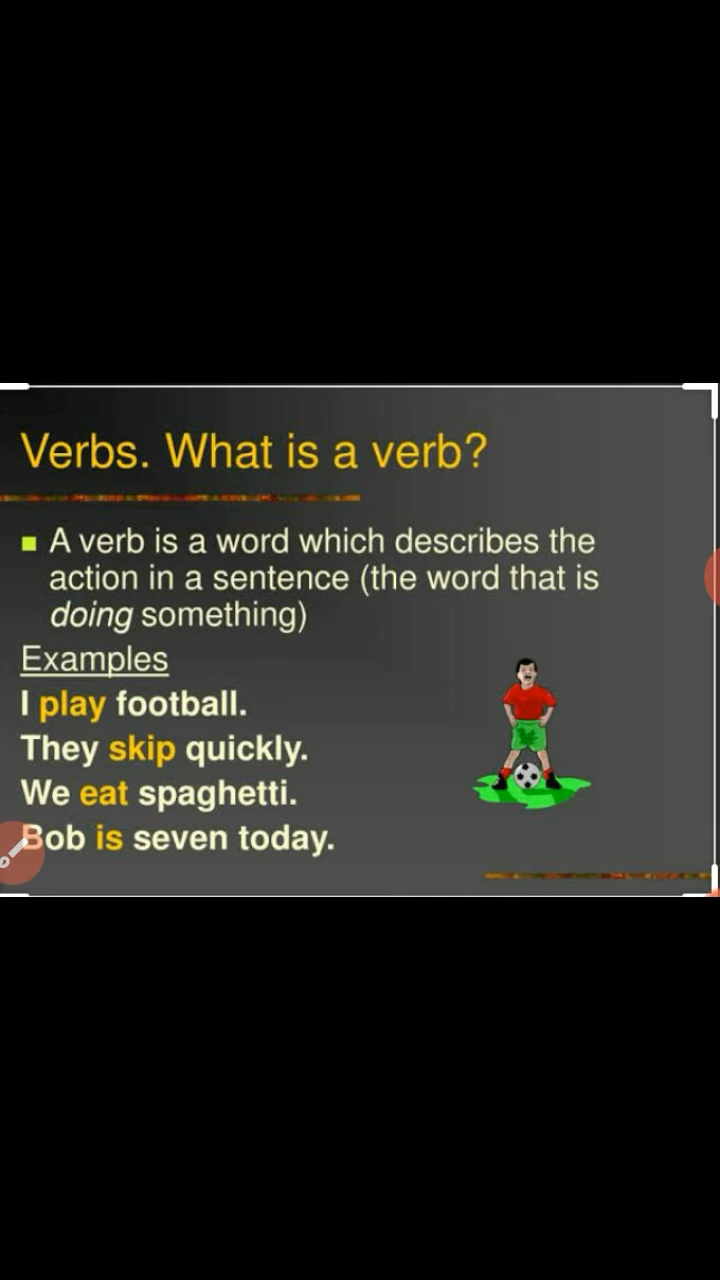 Verbs. What is a verb?
A verb is a word which describes the
action in a sentence (the word that is
doing something)
Examples
I play football.
They skip quickly.
We eat spaghetti.
Bob is seven today.